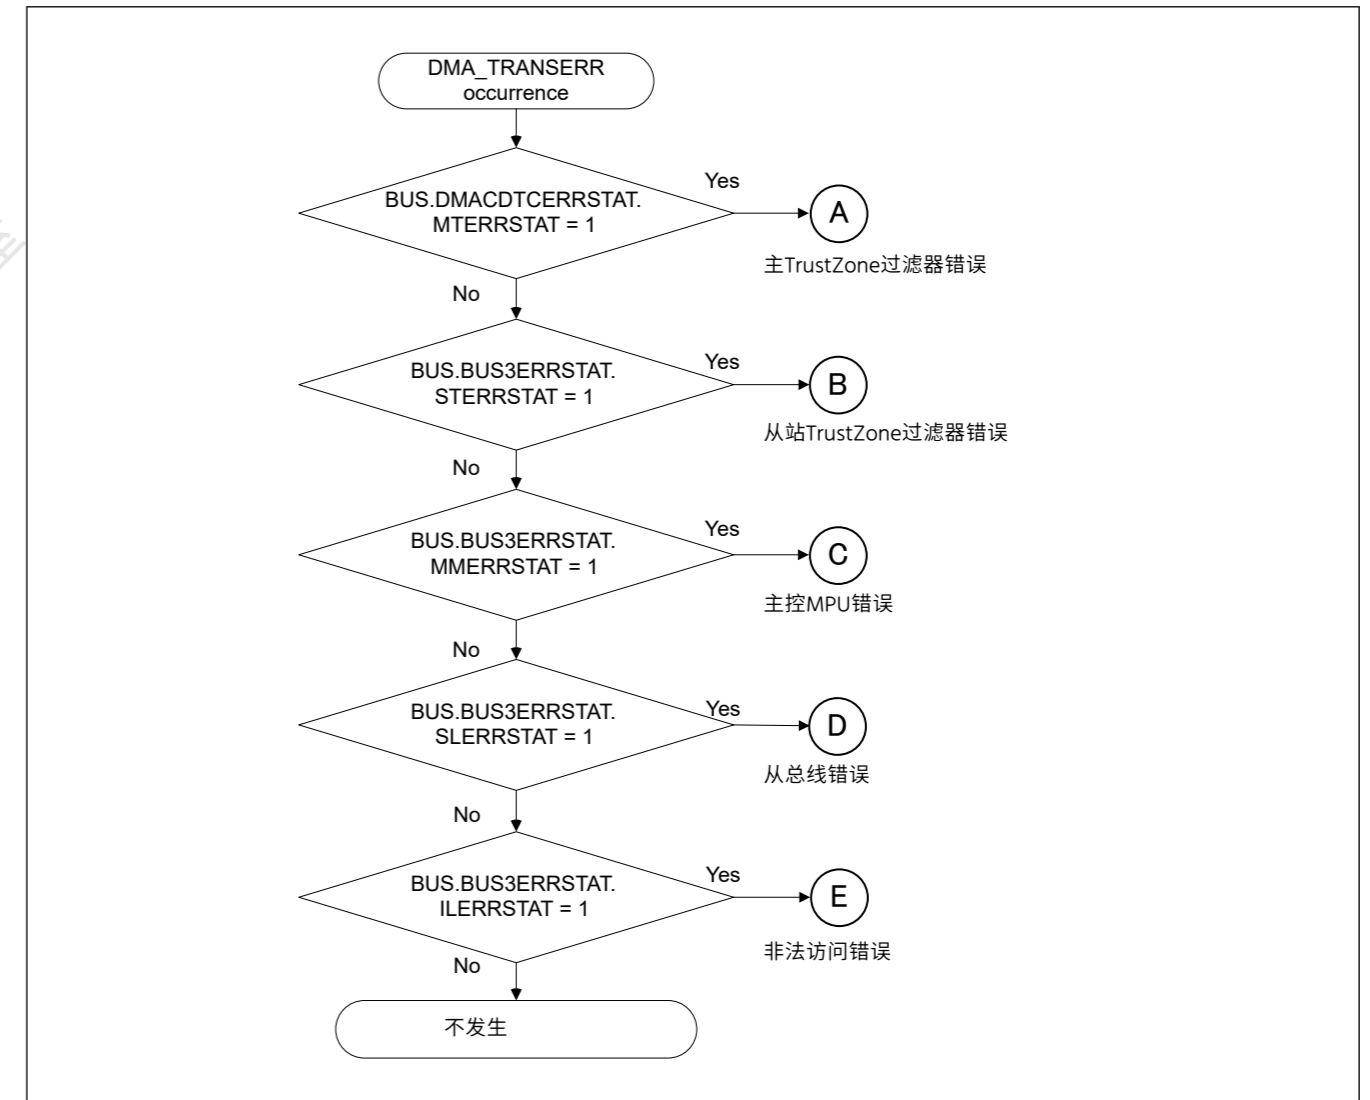 DMA_TRANSERR
occurrence
BUS.DMACDTCERRSTAT.
MTERRSTAT = 1
Yes
A
主TrustZone过滤器错误
No
BUS.BUS3ERRSTAT.
STERRSTAT = 1
Yes
B
从站TrustZone过滤器错误
No
BUS.BUS3ERRSTAT.
MMERRSTAT = 1
Yes
C
主控MPU错误
No
BUS.BUS3ERRSTAT.
SLERRSTAT = 1
Yes
D
从总线错误
No
BUS.BUS3ERRSTAT.
ILERRSTAT = 1
Yes
E
非法访问错误
No
不发生